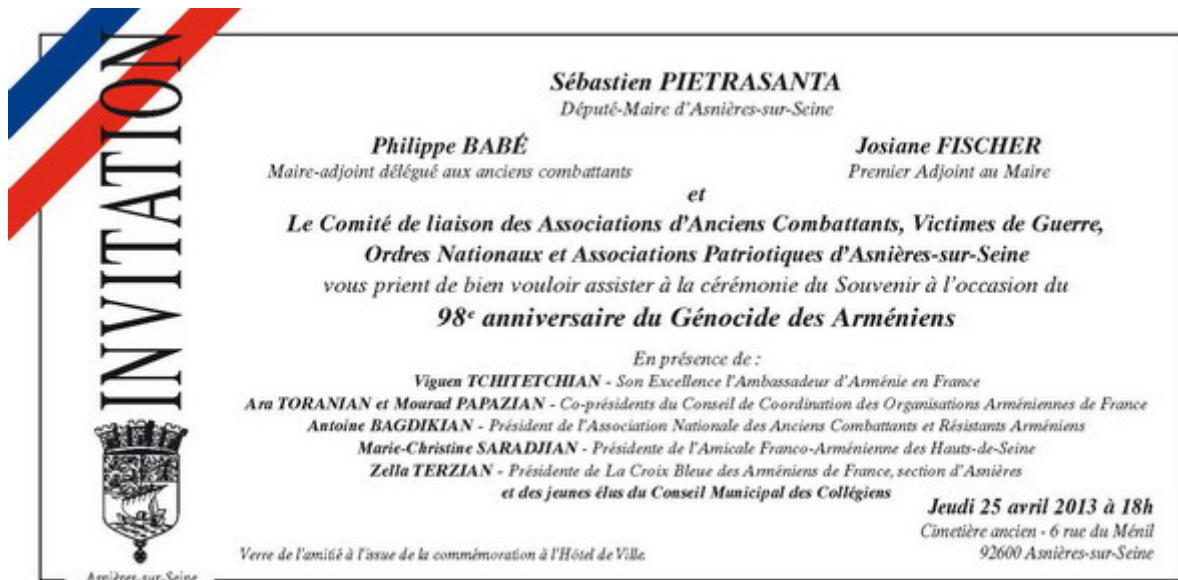 INVITATION
Sébastien PIETRASANTA
Député-Maire d'Asnières-sur-Seine
Philippe BABÉ
Maire-adjoint délégué aux anciens combattants
Josiane FISCHER
Premier Adjoint au Maire
et
Le Comité de liaison des Associations d'Anciens Combattants, Victimes de Guerre,
Ordres Nationaux et Associations Patriotiques d'Asnières-sur-Seine
vous prient de bien vouloir assister à la cérémonie du Souvenir à l'occasion du
98e anniversaire du Génocide des Arméniens
En présence de :
Viguen TCHITETCHIAN - Son Excellence l'Ambassadeur d'Arménie en France
Ara TORANIAN et Mourad PAPAZIAN - Co-présidents du Conseil de Coordination des Organisations Arméniennes de France
Antoine BAGDIKIAN - Président de l'Association Nationale des Anciens Combattants et Résistants Arméniens
Marie-Christine SARADJIAN - Présidente de l'Amicale Franco-Arménienne des Hauts-de-Seine
Zella TERZIAN - Présidente de La Croix Bleue des Arméniens de France, section d'Asnières
et des jeunes élus du Conseil Municipal des Collégiens
Jeudi 25 avril 2013 à 18h
Cimetière ancien - 6 rue du Ménil
92600 Asnières-sur-Seine
Verre de l'amitié à l'issue de la commémoration à l'Hôtel de Ville.
Asnières-sur-Seine